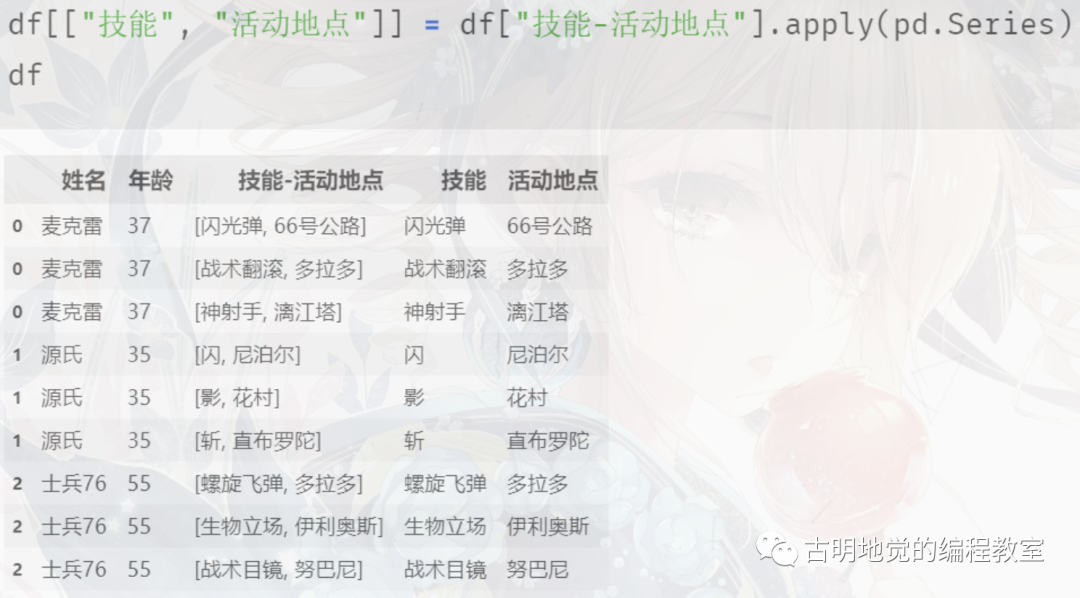 df[["技能", "活动地点"]] = df["技能-活动地点"].apply(pd.Series)
df
姓名 年龄 技能-活动地点 技能 活动地点
0 麦克雷 37 [闪光弹, 66号公路] 闪光弹 66号公路
0 麦克雷 37 [战术翻滚, 多拉多] 战术翻滚 多拉多
0 麦克雷 37 [神射手, 漓江塔] 神射手 漓江塔
1 源氏 35 [闪, 尼泊尔] 闪 尼泊尔
1 源氏 35 [影, 花村] 影 花村
1 源氏 35 [斩, 直布罗陀] 斩 直布罗陀
2 士兵76 55 [螺旋飞弹, 多拉多] 螺旋飞弹 多拉多
2 士兵76 55 [生物立场, 伊利奥斯] 生物立场 伊利奥斯
2 士兵76 55 [战术目镜, 努巴尼] 战术目镜 努巴尼
古明地觉的编程教室